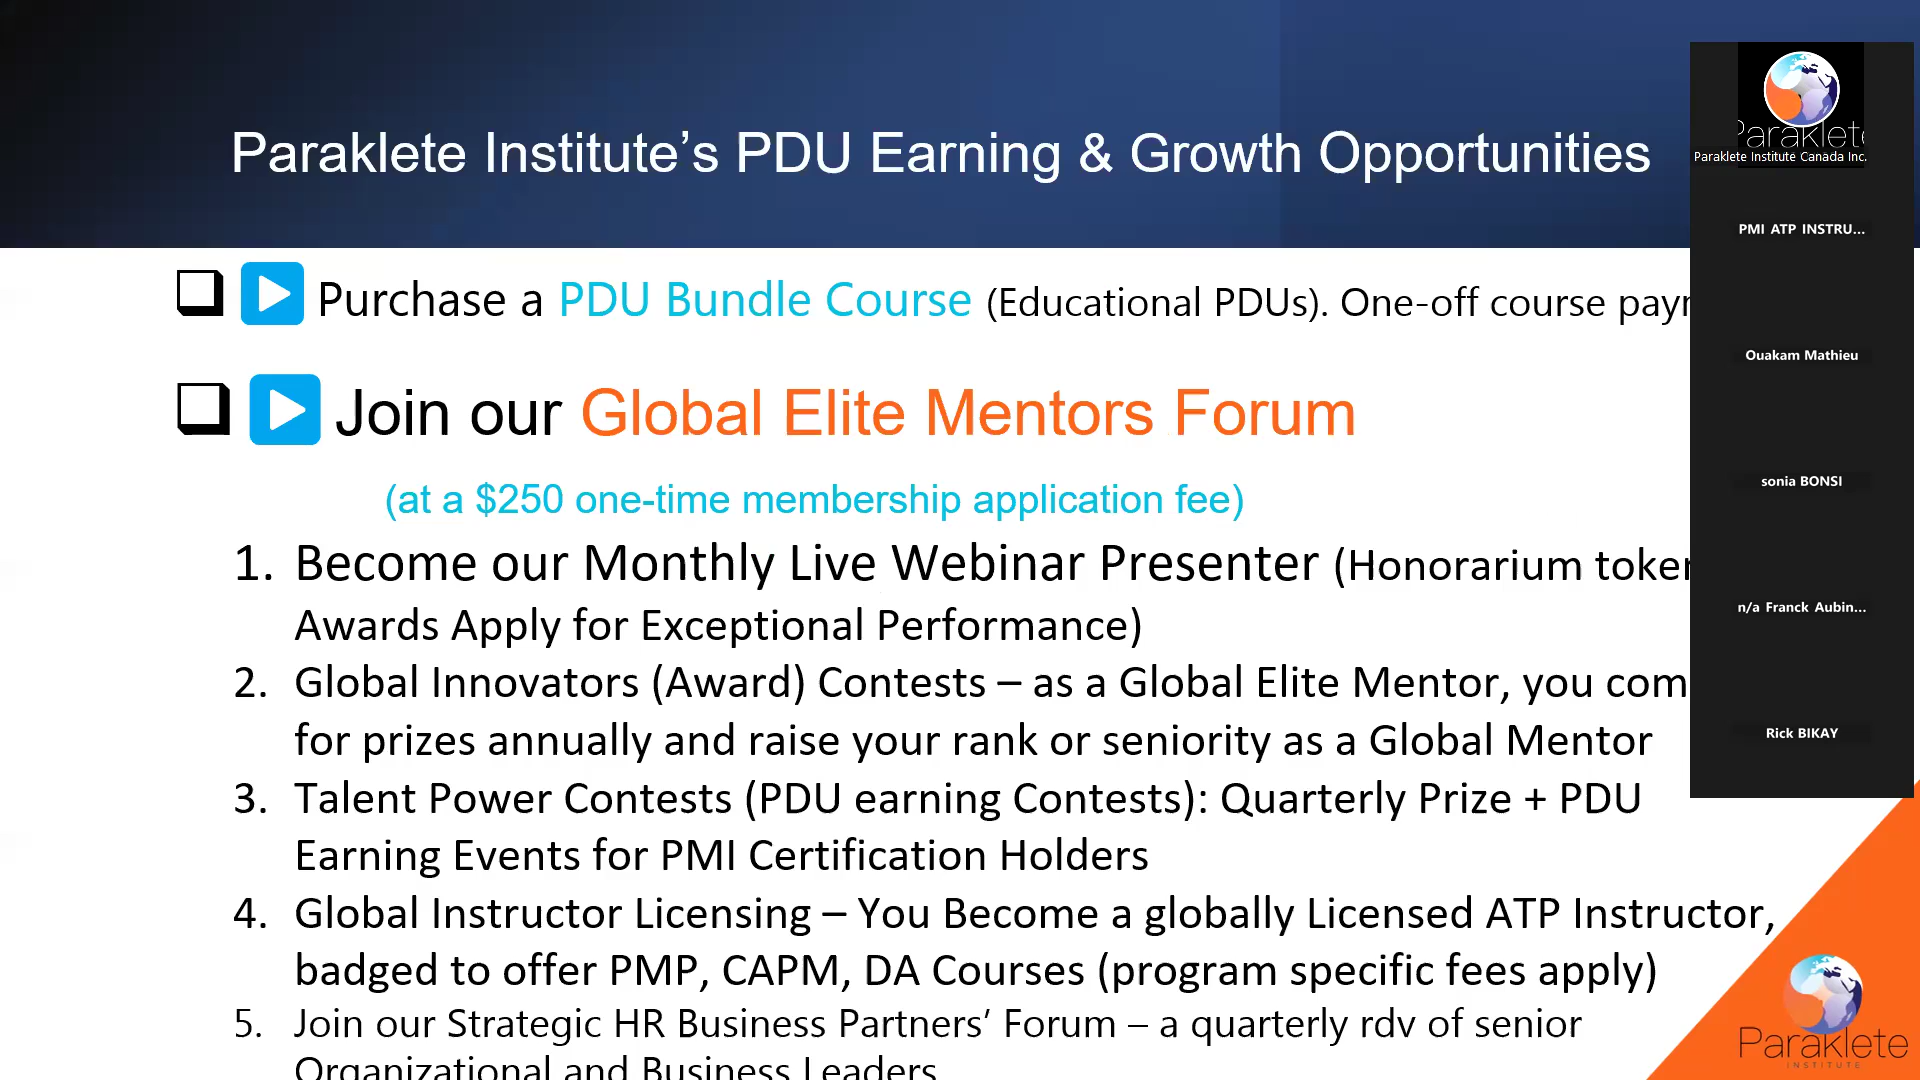 Paraklete Institute’s PDU Earning & Growth Opportunities
Purchase a PDU Bundle Course (Educational PDUs). One-off course
Join our Global Elite Mentors Forum
(at a $250 one-time membership application fee)
1. Become our Monthly Live Webinar Presenter (Honorarium
Awards Apply for Exceptional Performance)
2. Global Innovators (Award) Contests – as a Global Elite Mentor, you
for prizes annually and raise your rank or seniority as a Global Mentor
3. Talent Power Contests (PDU earning Contests): Quarterly Prize + PDU
Earning Events for PMI Certification Holders
4. Global Instructor Licensing – You Become a globally Licensed ATP Instructor,
badged to offer PMP, CAPM, DA Courses (program specific fees apply)
5. Join our Strategic HR Business Partners’ Forum – a quarterly rdv of senior
Organizational and Business Leaders
Paraklete
Paraklete Institute Canada Inc.
PMI ATP INSTRU...
Ouakam Mathieu
sonia BONSI
n/a Franck Aubin...
Rick BIKAY
Paraklete
INSTITUTE